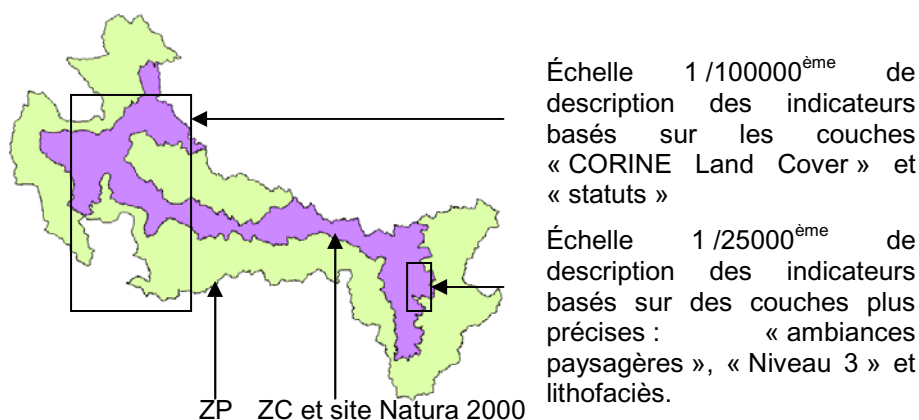 Échelle 1 /100000ème de
description des indicateurs
basés sur les couches
« CORINE Land Cover » et
« statuts »
Échelle 1 /25000ème de
description des indicateurs
basés sur des couches plus
précises : « ambiances
paysagères », « Niveau 3 » et
lithofaciès.
ZP ZC et site Natura 2000